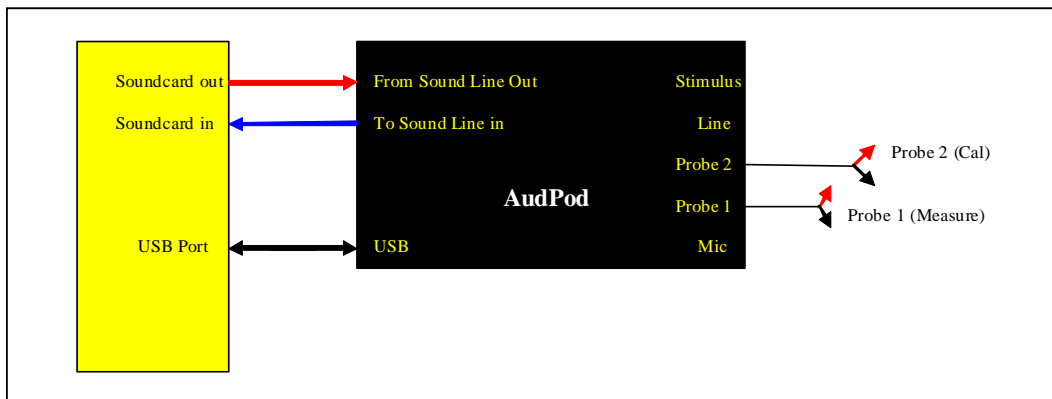 Soundcard out
From Sound Line Out
Stimulus
Soundcard in
To Sound Line in
Line
Probe 2
Probe 2 (Cal)
AudPod
Probe 1
Probe 1 (Measure)
USB Port
USB
Mic